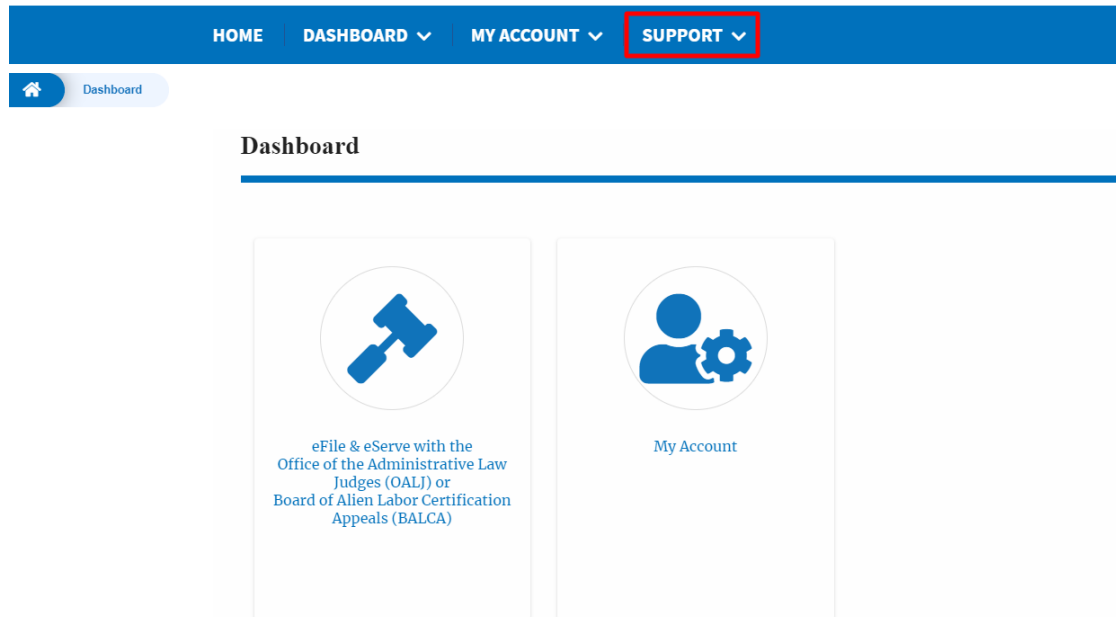 HOME DASHBOARD MY ACCOUNT SUPPORT
Dashboard
Dashboard
eFile & eServe with the
Office of the Administrative Law
Judges (OALJ) or
Board of Alien Labor Certification
Appeals (BALCA)
My Account